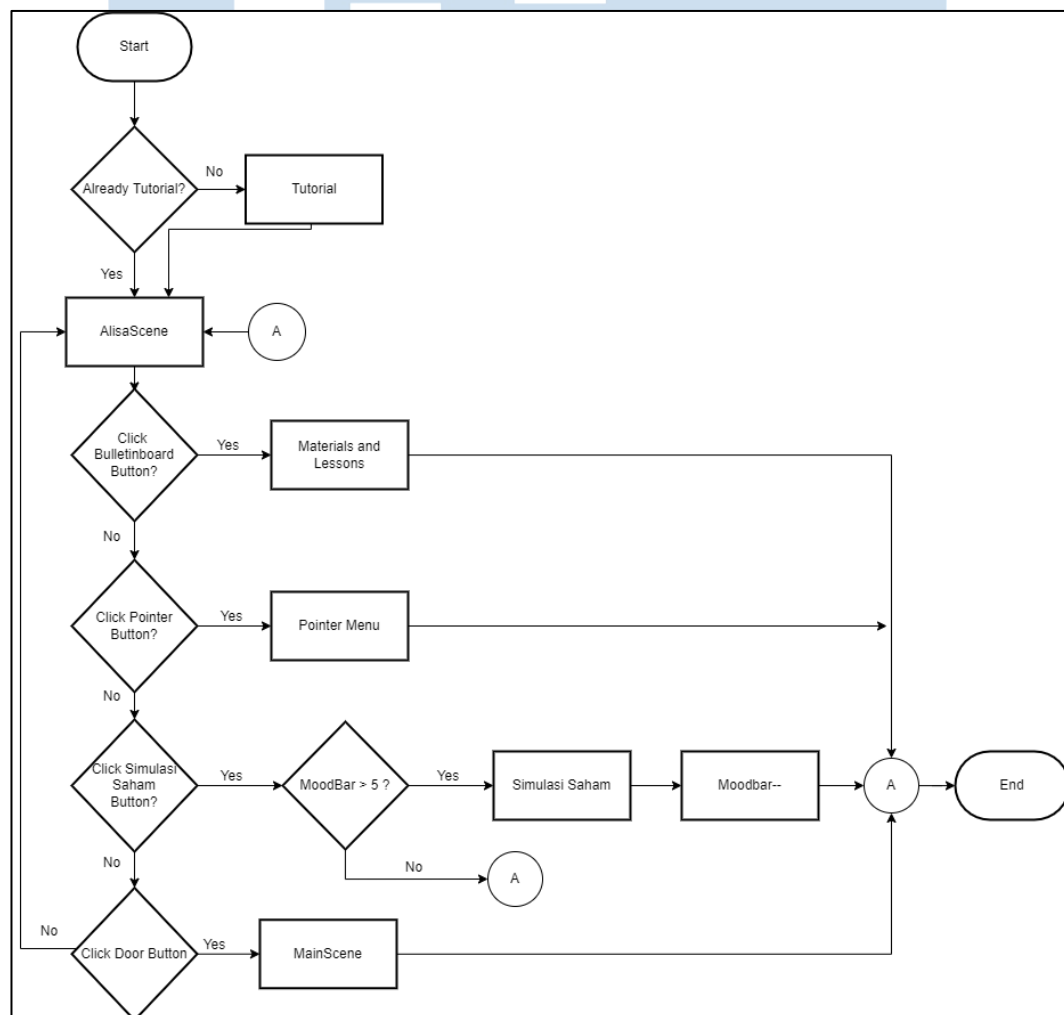 Start
Already Tutorial?
No
Tutorial
Yes
AlisaScene
A
Click
Bulletinboard
Button?
Yes
Materials and
Lessons
No
Click Pointer
Button?
Yes
Pointer Menu
No
Click Simulasi
Saham
Button?
Yes
MoodBar > 5 ?
Yes
Simulasi Saham
Moodbar--
A
End
No
No
A
No
Click Door Button
Yes
MainScene